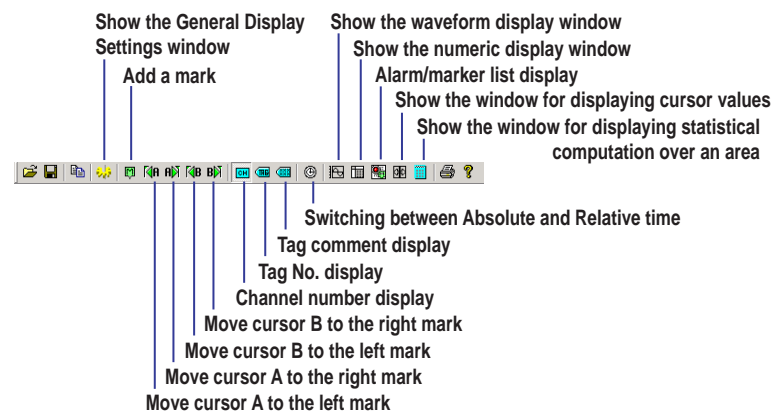 Show the General Display
Settings window
Add a mark
Show the waveform display window
Show the numeric display window
Alarm/marker list display
Show the window for displaying cursor values
Show the window for displaying statistical
computation over an area
M
A
A
B
B
CH
?
Switching between Absolute and Relative time
Tag comment display
Tag No. display
Channel number display
Move cursor B to the right mark
Move cursor B to the left mark
Move cursor A to the right mark
Move cursor A to the left mark